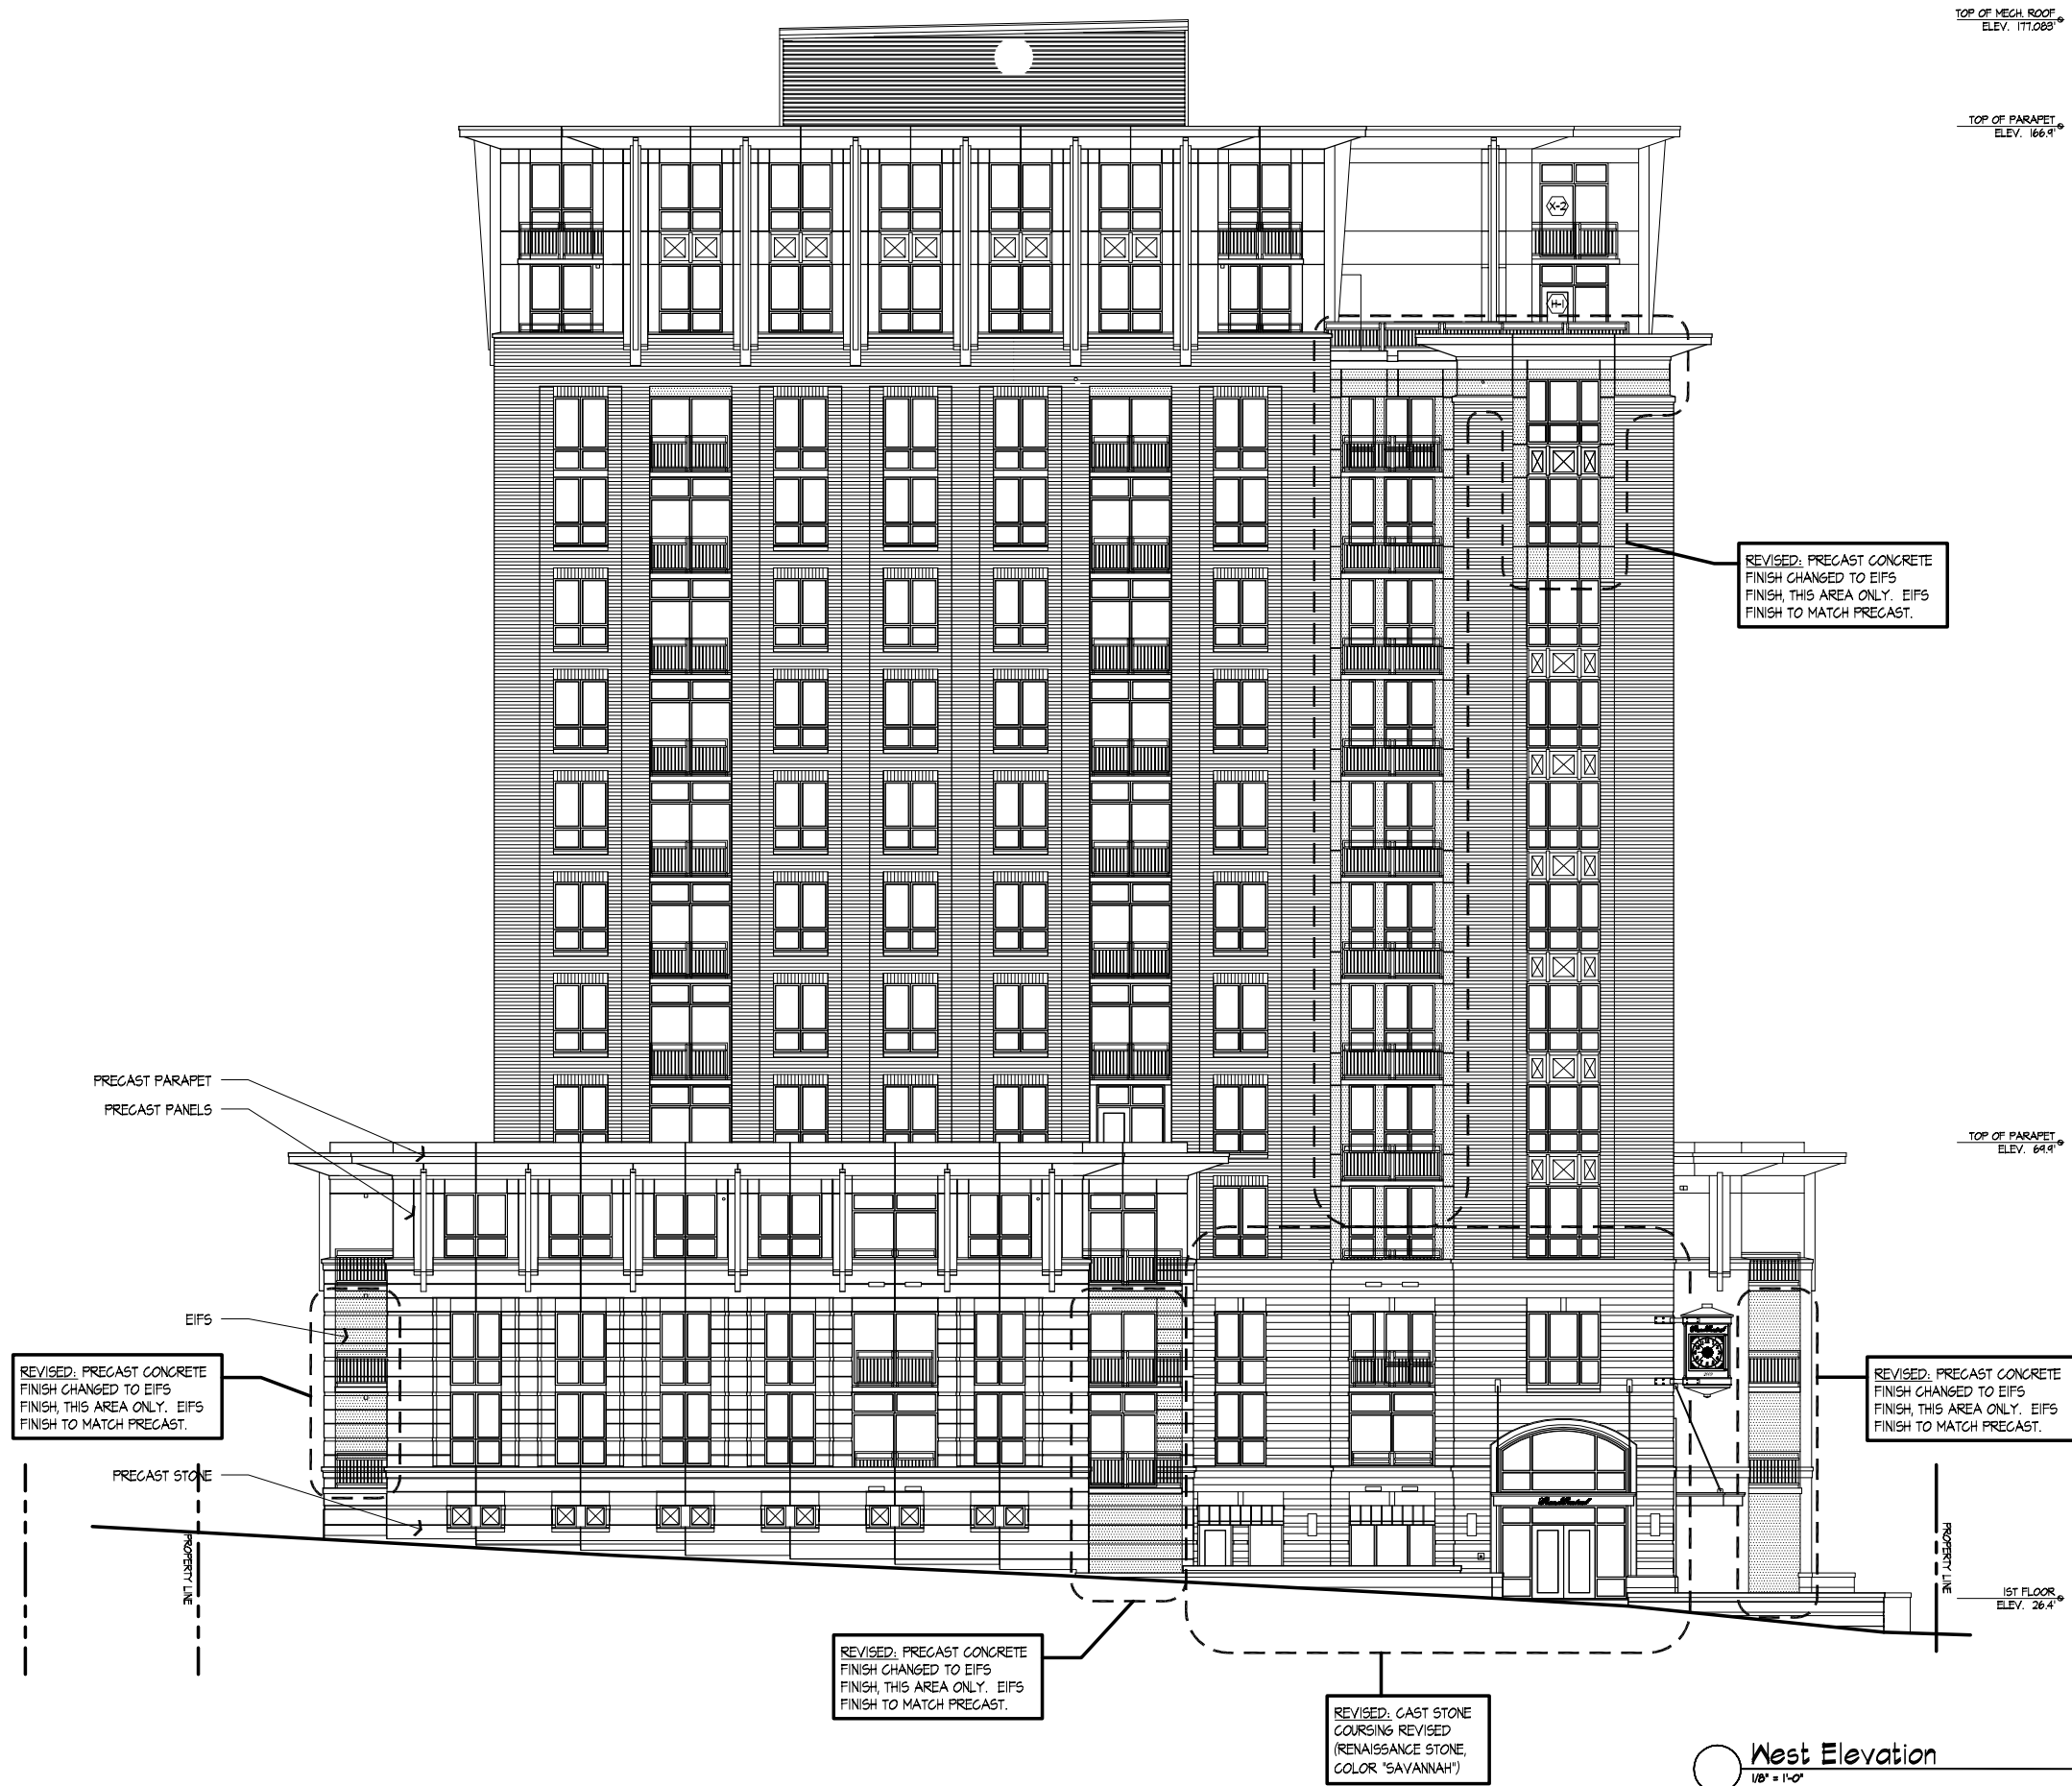 TOP OF MECH. ROOF
ELEV. 177.083'
TOP OF PARAPET
ELEV. 166.9'
X-2
H-1
REVISED: PRECAST CONCRETE
FINISH CHANGED TO EIFS
FINISH, THIS AREA ONLY. EIFS
FINISH TO MATCH PRECAST.
PRECAST PARAPET
PRECAST PANELS
TOP OF PARAPET
ELEV. 69.9'
EIFS
REVISED: PRECAST CONCRETE
FINISH CHANGED TO EIFS
FINISH, THIS AREA ONLY. EIFS
FINISH TO MATCH PRECAST.
REVISED: PRECAST CONCRETE
FINISH CHANGED TO EIFS
FINISH, THIS AREA ONLY. EIFS
FINISH TO MATCH PRECAST.
PRECAST STONE
PROPERTY LINE
PROPERTY LINE
1ST FLOOR
ELEV. 26.4'
REVISED: PRECAST CONCRETE
FINISH CHANGED TO EIFS
FINISH, THIS AREA ONLY. EIFS
FINISH TO MATCH PRECAST.
REVISED: CAST STONE
COURSING REVISED
(RENAISSANCE STONE,
COLOR "SAVANNAH")
West Elevation
1/8" = 1'-0"